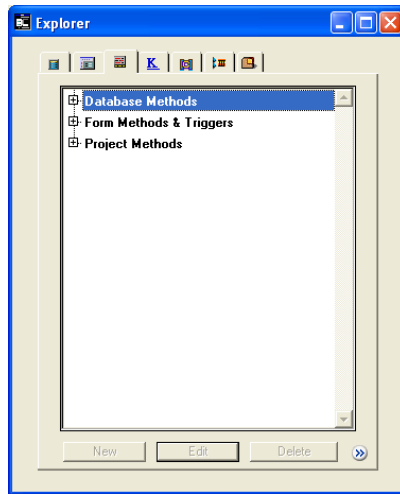 Explorer
K
Database Methods
Form Methods & Triggers
Project Methods
New Edit Delete